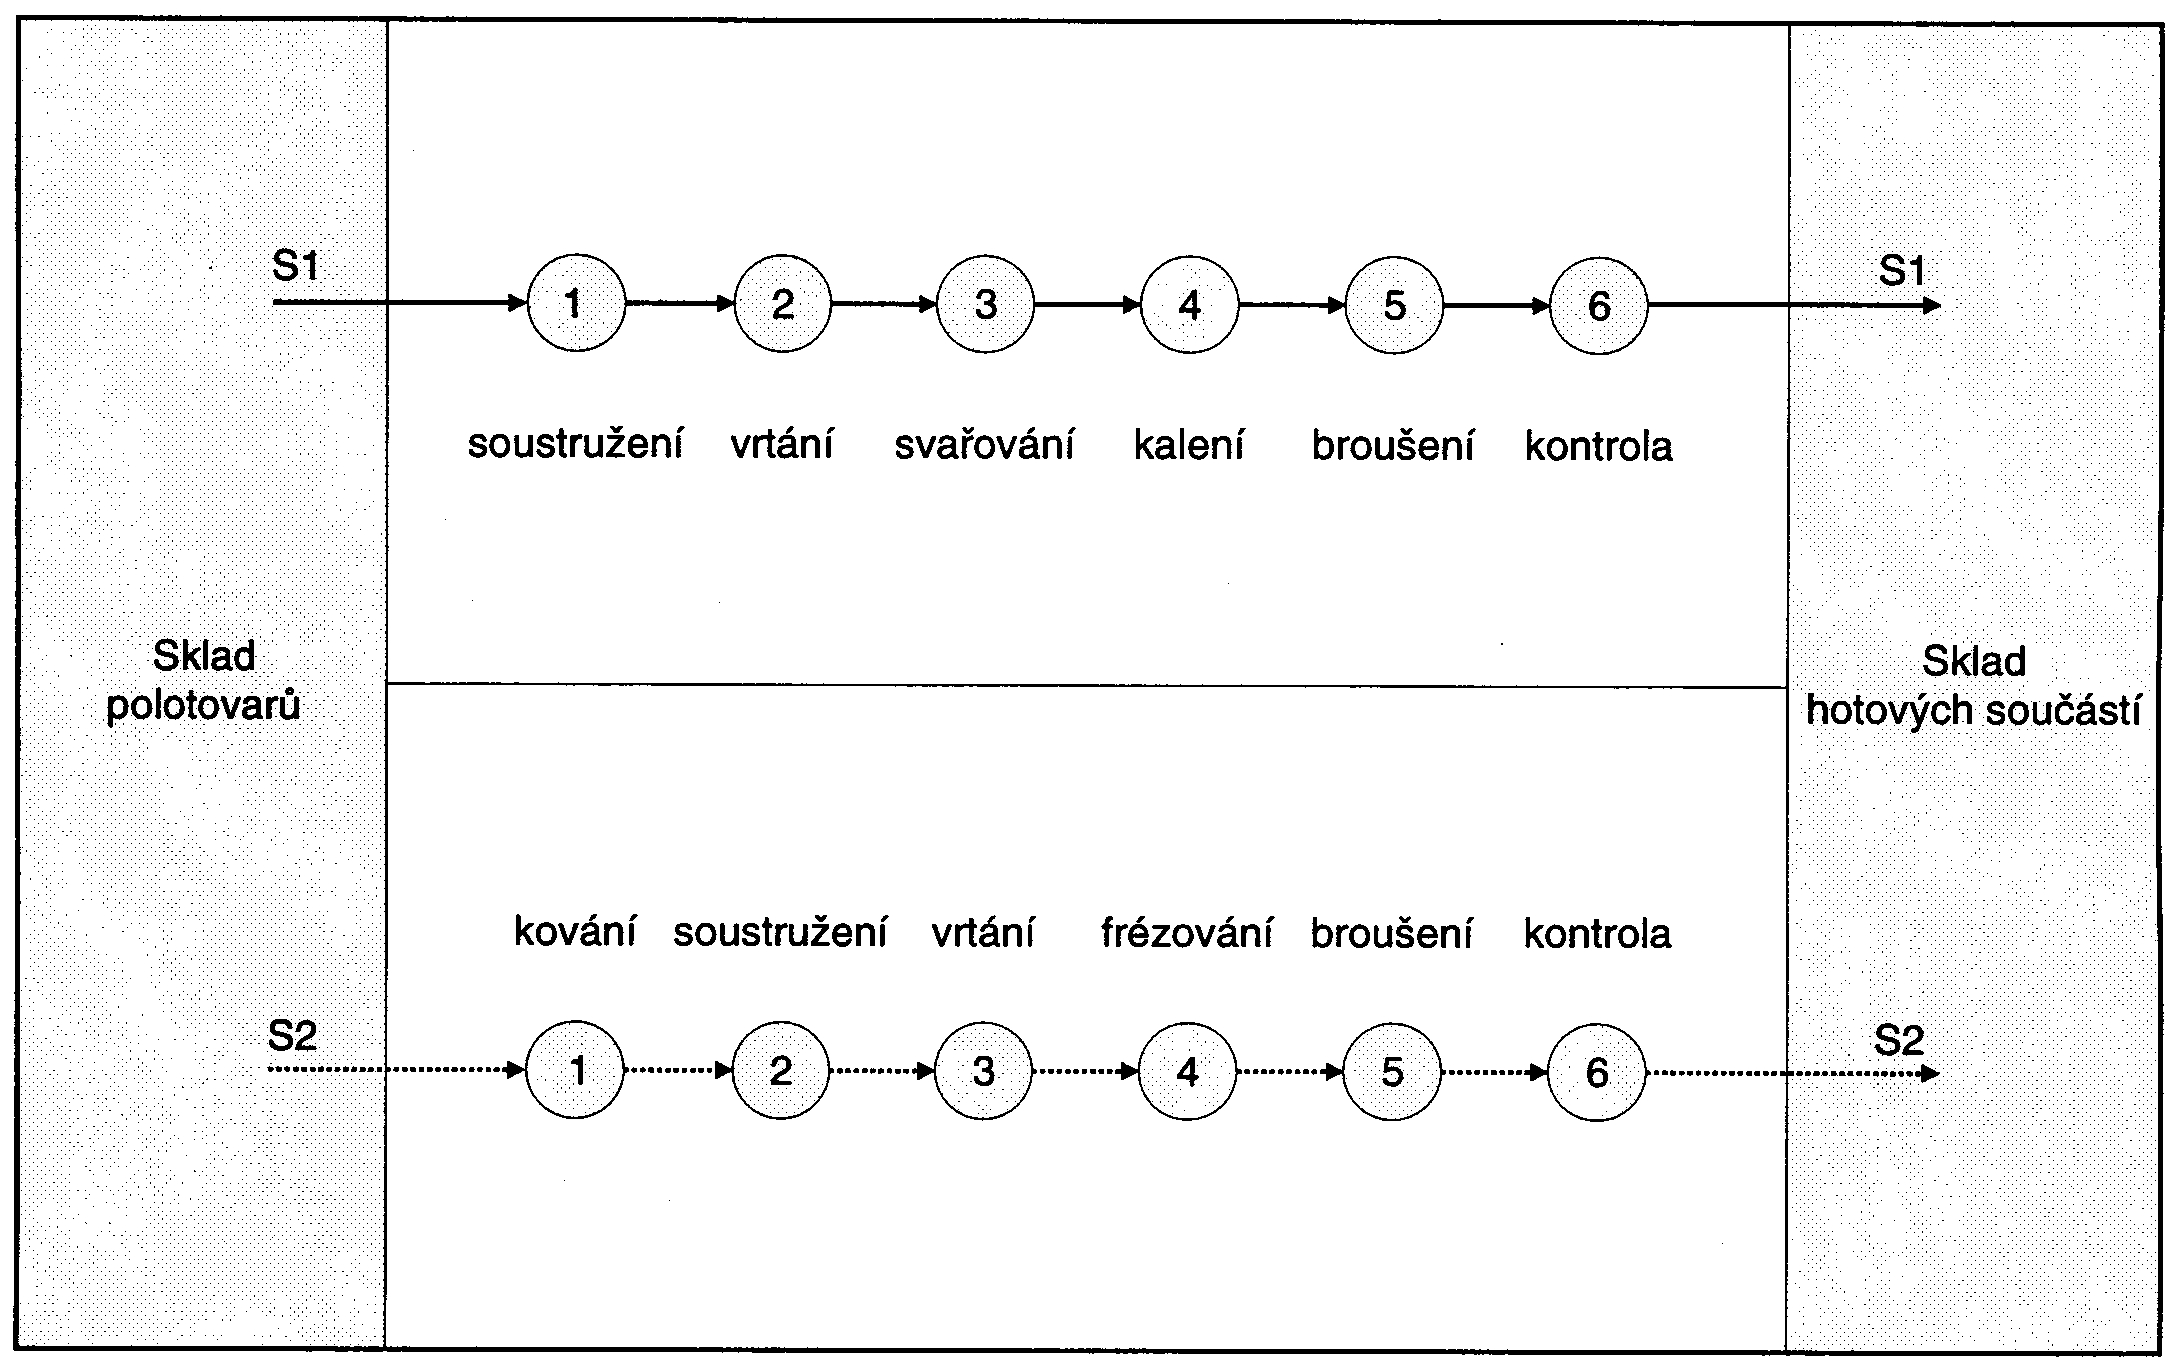 S1
S1
1 2 3 4 5 6
soustružení vrtání svařování kalení broušení kontrola
Sklad
polotovarů
Sklad
hotových součástí
kování soustružení vrtání frézování broušení kontrola
S2
S2
1 2 3 4 5 6